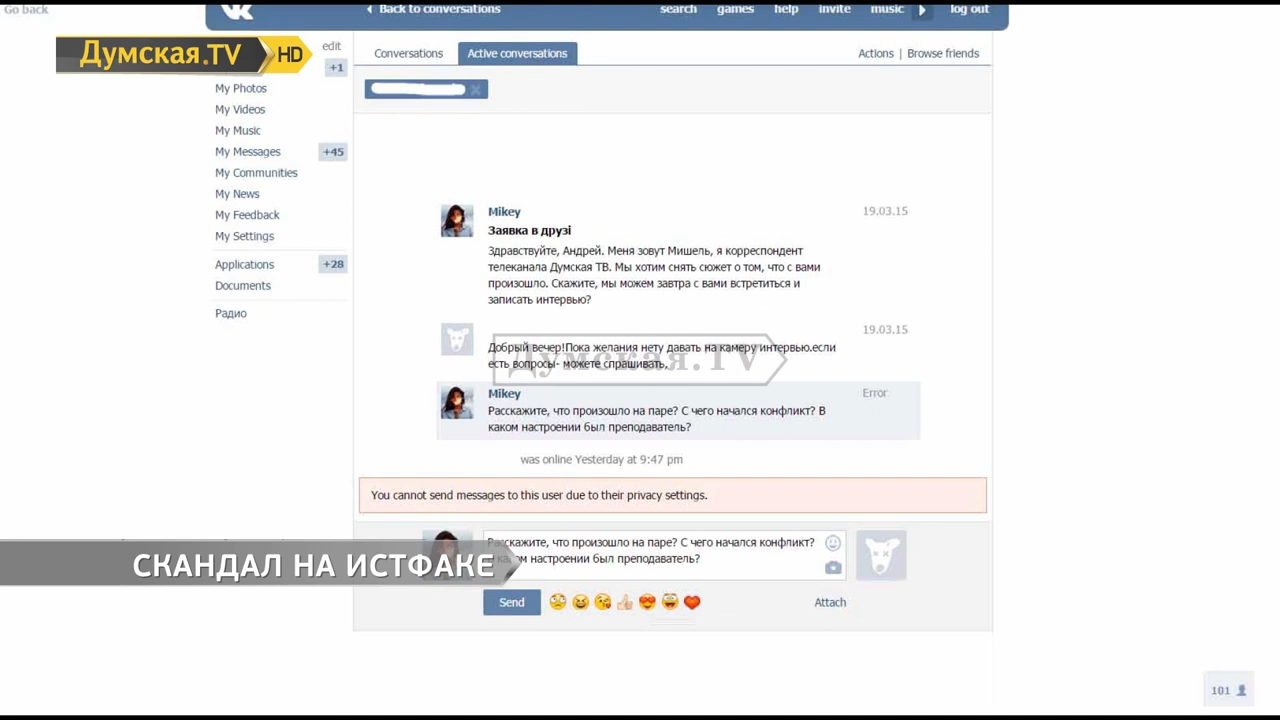 Go back
Back to conversations
search games help invite music log out
Думская.TV HD
edit
+1
My Photos
My Videos
My Music
My Messages +45
My Communities
My News
My Feedback
My Settings
Applications +28
Documents
Радио
Conversations Active conversations Actions | Browse friends
Mikey 19.03.15
Заявка в друзі
Здравствуйте, Андрей. Меня зовут Мишель, я корреспондент
телеканала Думская ТВ. Мы хотим снять сюжет о том, что с вами
произошло. Скажите, мы можем завтра с вами встретиться и
записать интервью?
19.03.15
Добрый вечер!Пока желания нету давать на камеру интервью.если
есть вопросы- можете спрашивать,
Думская.TV
Mikey Error
Расскажите, что произошло на паре? С чего начался конфликт? В
каком настроении был преподаватель?
was online Yesterday at 9:47 pm
You cannot send messages to this user due to their privacy settings.
Расскажите, что произошло на паре? С чего начался конфликт?
каком настроении был преподаватель?
СКАНДАЛ НА ИСТФАКЕ
Send Attach
101